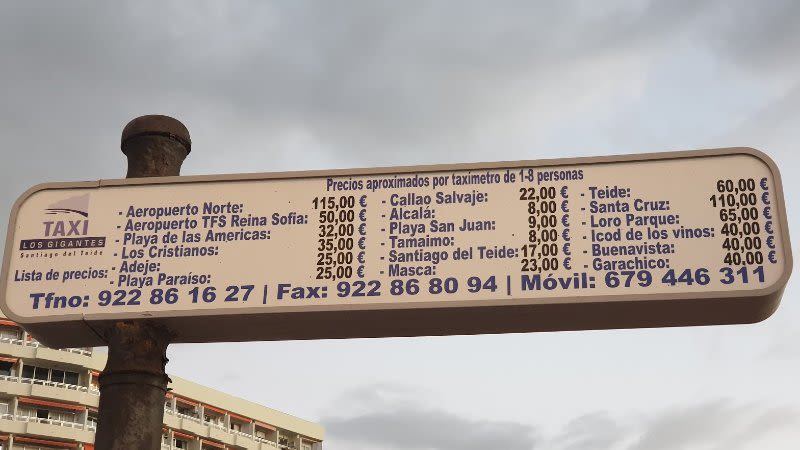 Precios aproximados por taxímetro de 1-8 personas
TAXI
LOS GIGANTES
Santiago del Teide
Lista de precios:
- Aeropuerto Norte: 115,00 €
- Aeropuerto TFS Reina Sofía: 50,00 €
- Playa de las Americas: 32,00 €
- Los Cristianos: 35,00 €
- Adeje: 25,00 €
- Playa Paraíso: 25,00 €
- Callao Salvaje: 22,00 €
- Alcalá: 8,00 €
- Playa San Juan: 9,00 €
- Tamaimo: 8,00 €
- Santiago del Teide: 17,00 €
- Masca: 23,00 €
- Teide: 60,00 €
- Santa Cruz: 110,00 €
- Loro Parque: 65,00 €
- Icod de los vinos: 40,00 €
- Buenavista: 40,00 €
- Garachico: 40,00 €
Tfno: 922 86 16 27 | Fax: 922 86 80 94 | Móvil: 679 446 311